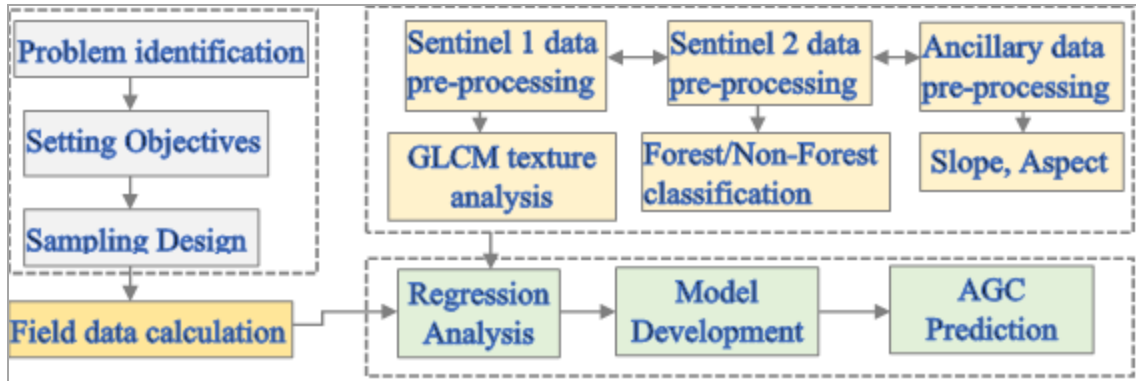 Problem identification
Setting Objectives
Sampling Design
Field data calculation
Sentinel 1 data
pre-processing
Sentinel 2 data
pre-processing
Ancillary data
pre-processing
GLCM texture
analysis
Forest/Non-Forest
classification
Slope, Aspect
Regression
Analysis
Model
Development
AGC
Prediction